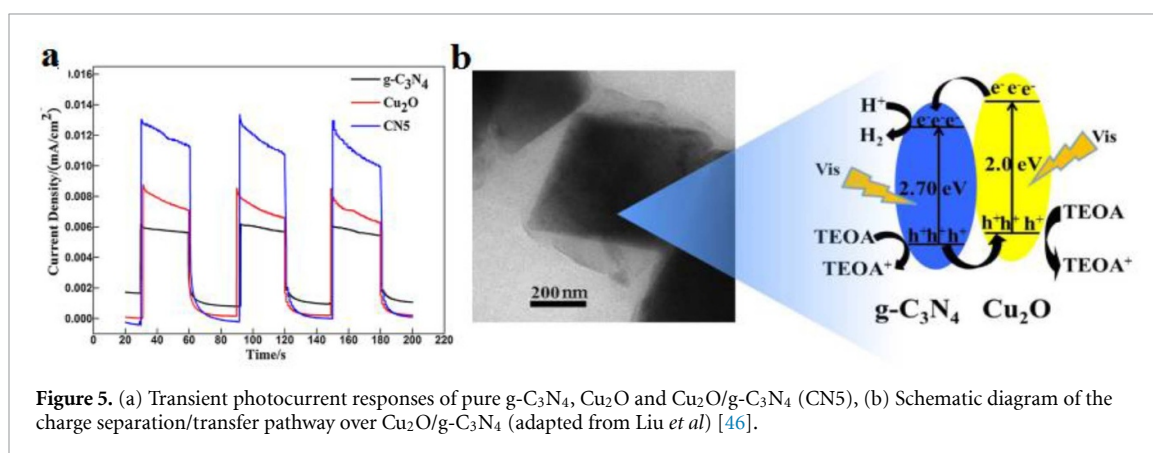 a
b
.016
0.014
0.012
0.010
0.008
0.006
0.004
0.002
0.000
Current Density/(mA/cm²)
0 20 40 60 80 100 120 140 160 180 200 220
Time/s
g-C₃N₄
Cu₂O
CN5
200 nm
H⁺
H₂
e⁻e⁻e⁻
e⁻e⁻e⁻
Vis
2.70 eV
2.0 eV
Vis
TEOA
TEOA⁺
h⁺h⁺h⁺
h⁺h⁺ h⁺
TEOA
TEOA⁺
g-C₃N₄ Cu₂O
Figure 5. (a) Transient photocurrent responses of pure g-C₃N₄, Cu₂O and Cu₂O/g-C₃N₄ (CN5), (b) Schematic diagram of the
charge separation/transfer pathway over Cu₂O/g-C₃N₄ (adapted from Liu et al) [46].